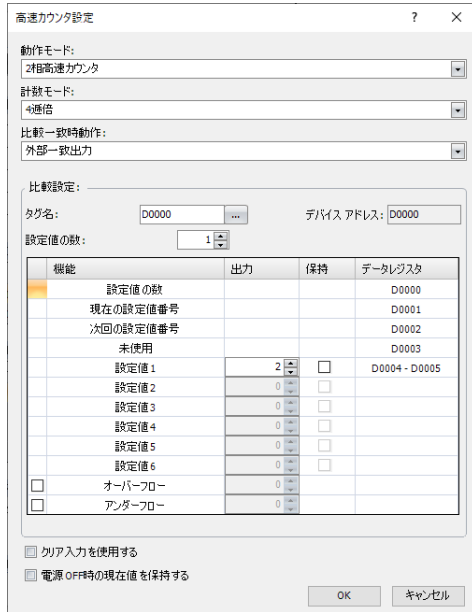 高速カウンタ設定 ? X
動作モード:
2相高速カウンタ
計数モード:
4逓倍
比較一致時動作:
外部一致出力
比較設定:
タグ名: D0000 ... デバイス アドレス: D0000
設定値の数: 1
機能 出力 保持 データレジスタ
設定値の数 D0000
現在の設定値番号 D0001
次回の設定値番号 D0002
未使用 D0003
設定値1 2 D0004 - D0005
設定値2 0
設定値3 0
設定値4 0
設定値5 0
設定値6 0
オーバーフロー 0
アンダーフロー 0
クリア入力を使用する
電源OFF時の現在値を保持する
OK キャンセル